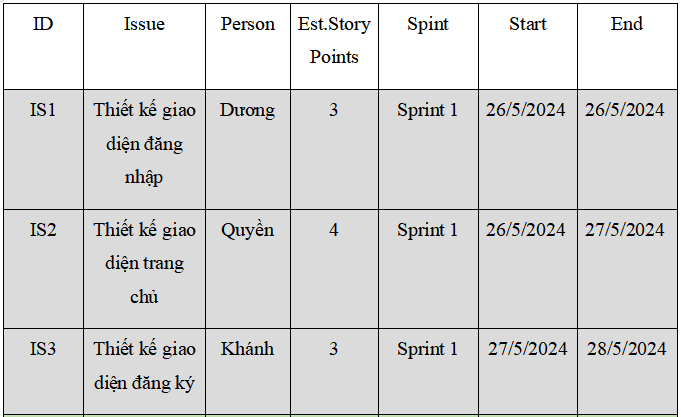 ID Issue Person Est.Story Points Spint Start End
IS1 Thiết kế giao diện đăng nhập Dương 3 Sprint 1 26/5/2024 26/5/2024
IS2 Thiết kế giao diện trang chủ Quyền 4 Sprint 1 26/5/2024 27/5/2024
IS3 Thiết kế giao diện đăng ký Khánh 3 Sprint 1 27/5/2024 28/5/2024